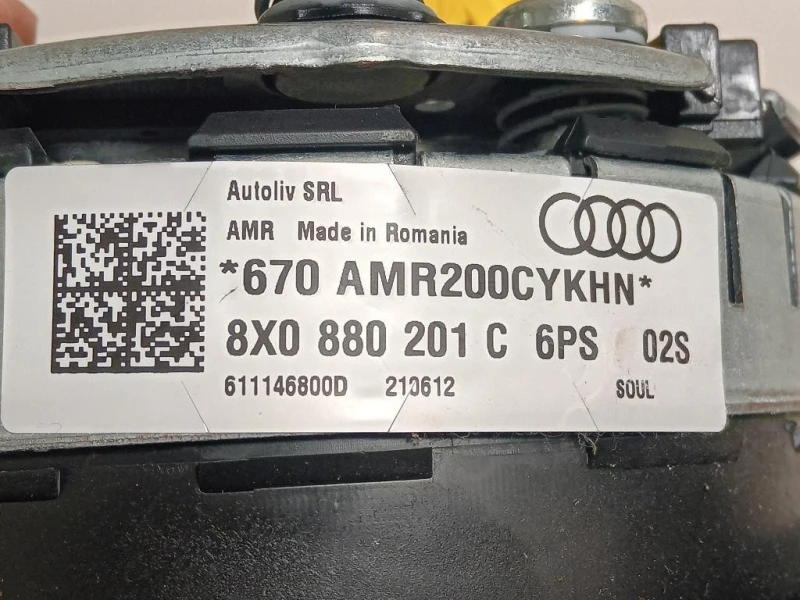 Autoliv SRL
AMR Made in Romania
*670 AMR200CYKHN*
8X0 880 201 C 6PS 02S
611146800D 210612 SOUL